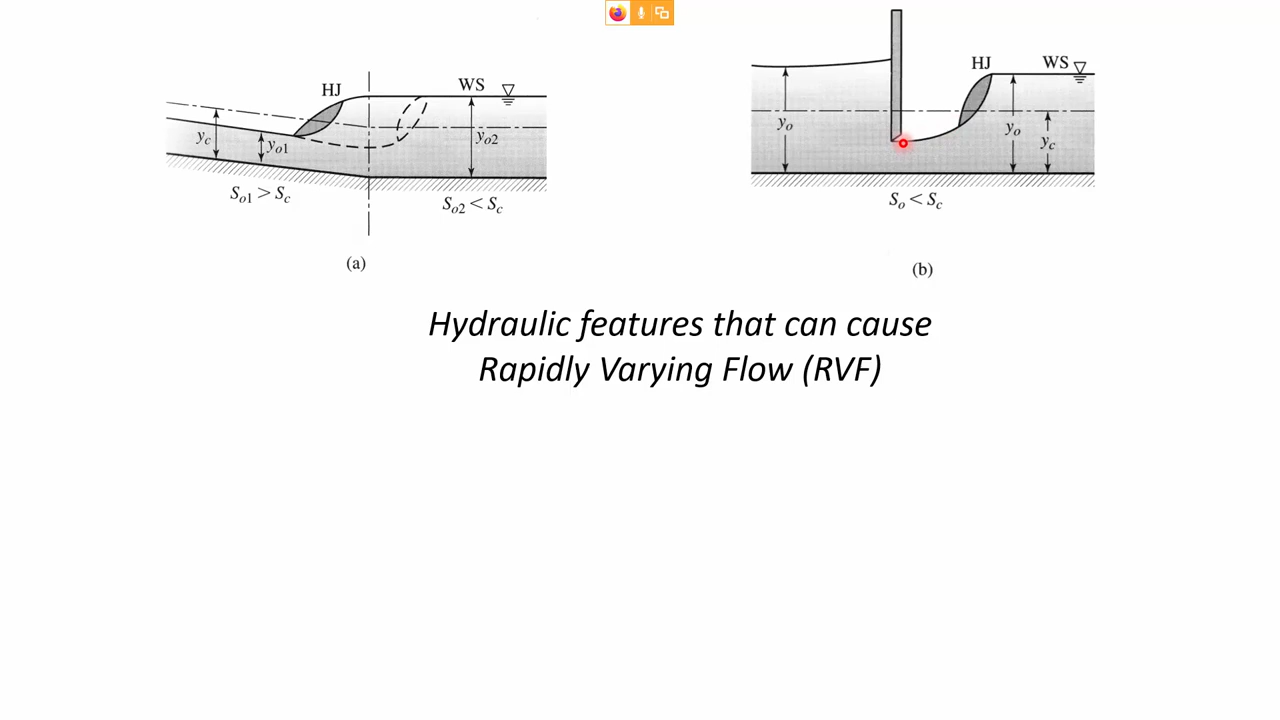 HJ
WS
y_c
y_o1
y_o2
S_o1 > S_c
S_o2 < S_c
(a)
HJ
WS
y_o
y_o
y_c
S_o < S_c
(b)
Hydraulic features that can cause
Rapidly Varying Flow (RVF)